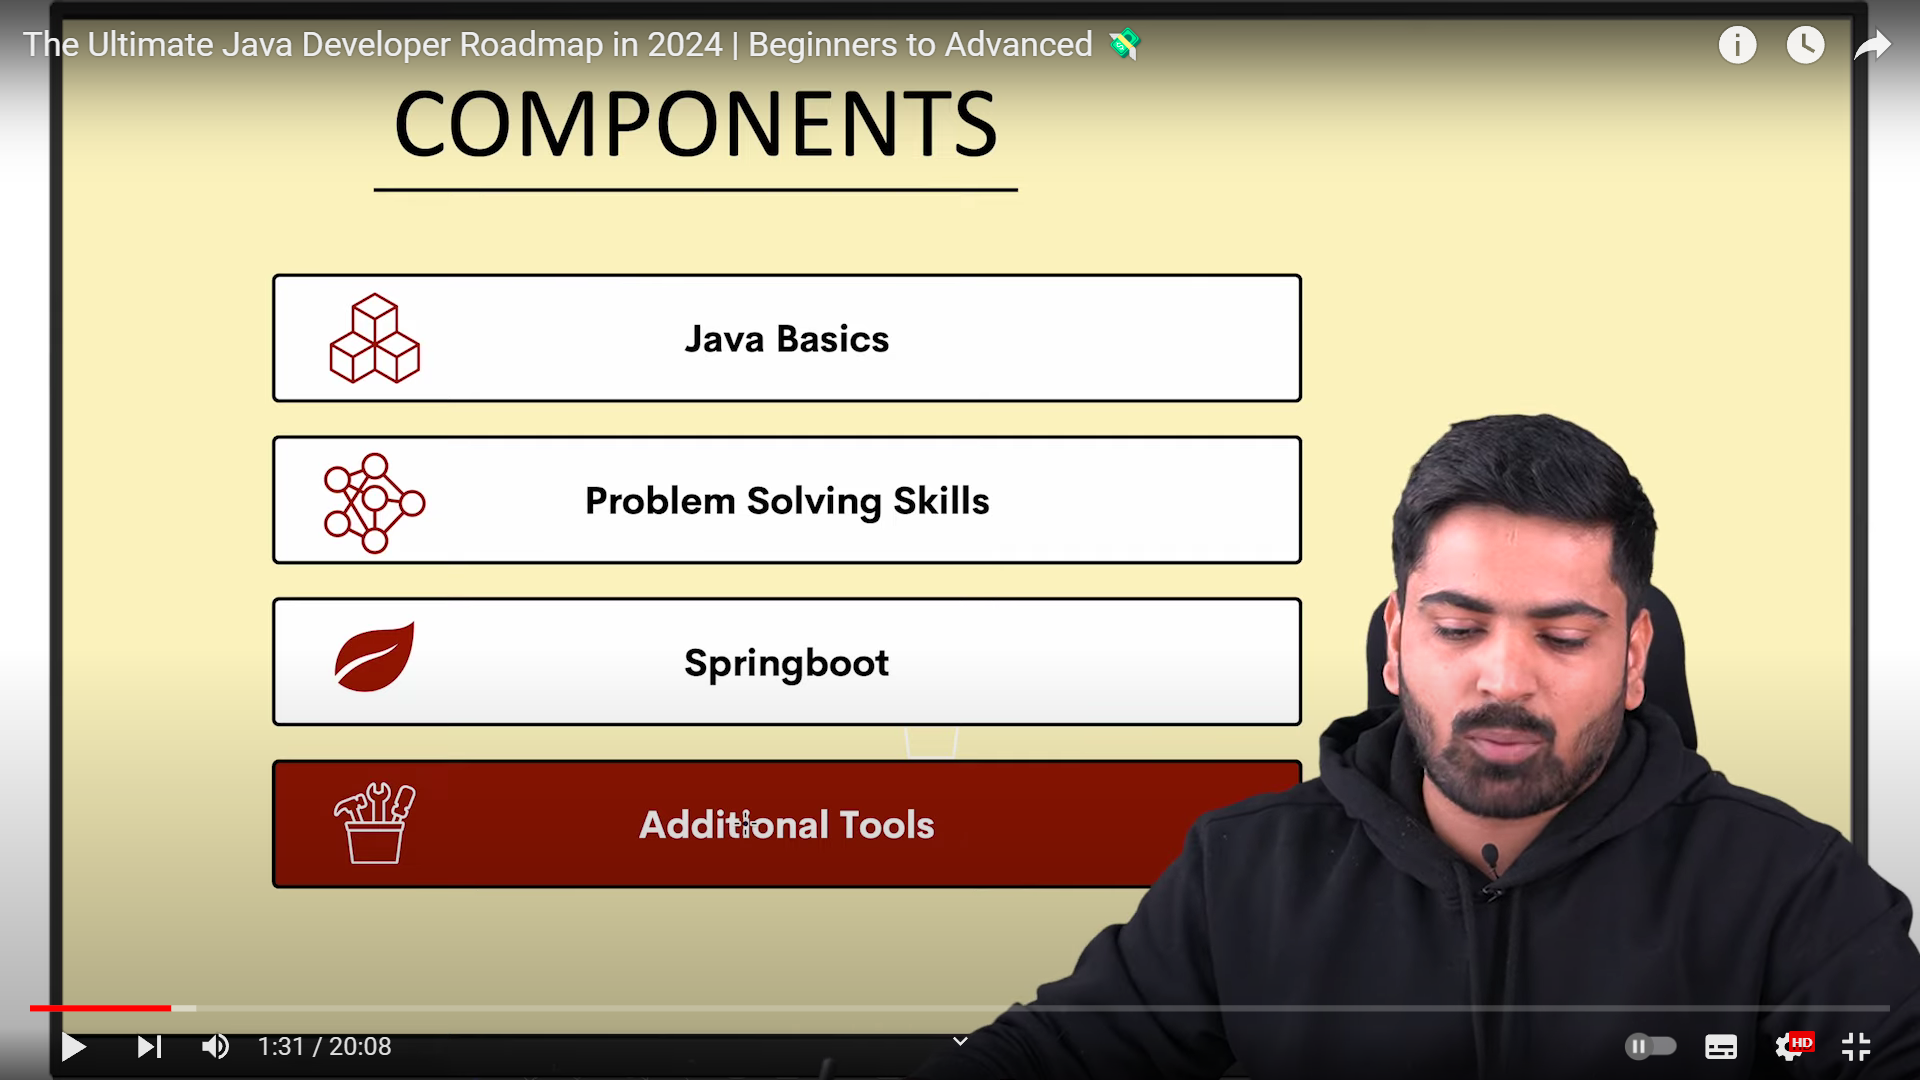 The Ultimate Java Developer Roadmap in 2024 | Beginners to Advanced 💸
COMPONENTS
Java Basics
Problem Solving Skills
Springboot
Additional Tools
1:31 / 20:08
HD